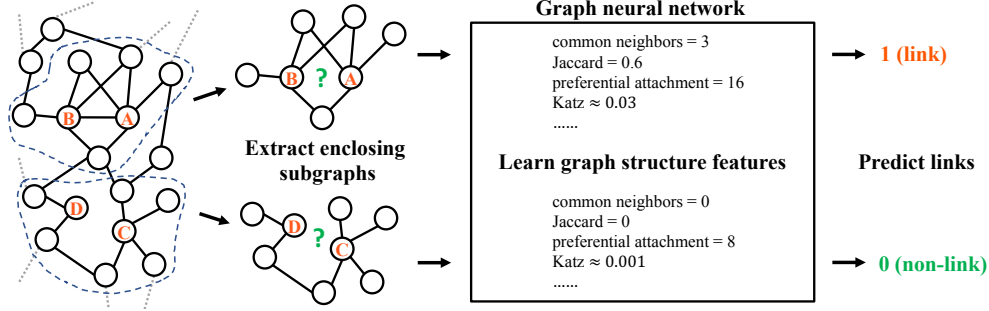 Graph neural network
B
A
D
C
B
?
A
Extract enclosing
subgraphs
D
?
C
common neighbors = 3
Jaccard = 0.6
preferential attachment = 16
Katz ≈ 0.03
......
Learn graph structure features
common neighbors = 0
Jaccard = 0
preferential attachment = 8
Katz ≈ 0.001
......
1 (link)
Predict links
0 (non-link)